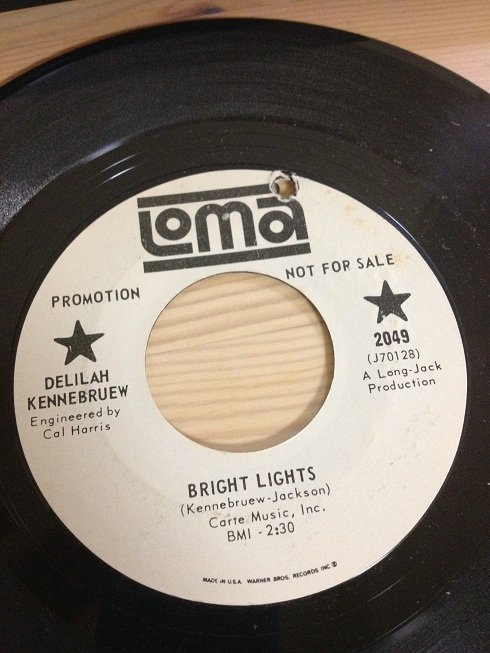 LOMA
PROMOTION
NOT FOR SALE
DELILAH
KENNEBRUEW
Engineered by
Cal Harris
2049
(J70128)
A Long-Jack
Production
BRIGHT LIGHTS
(Kennebruew-Jackson)
Carte Music, Inc.
BMI - 2:30
MADE IN U.S.A. WARNER BROS. RECORDS INC Ⓟ